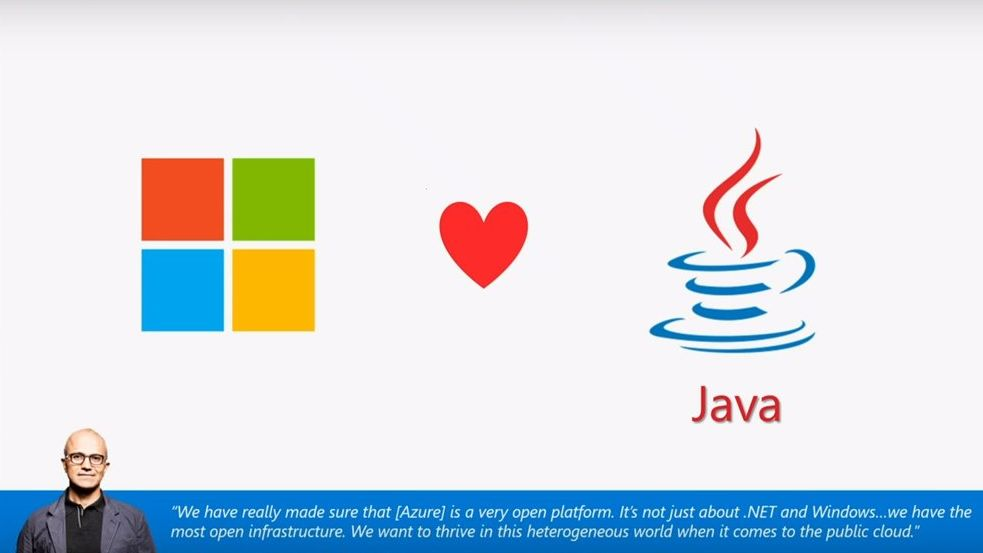 Java
“We have really made sure that [Azure] is a very open platform. It’s not just about .NET and Windows…we have the
most open infrastructure. We want to thrive in this heterogeneous world when it comes to the public cloud.”